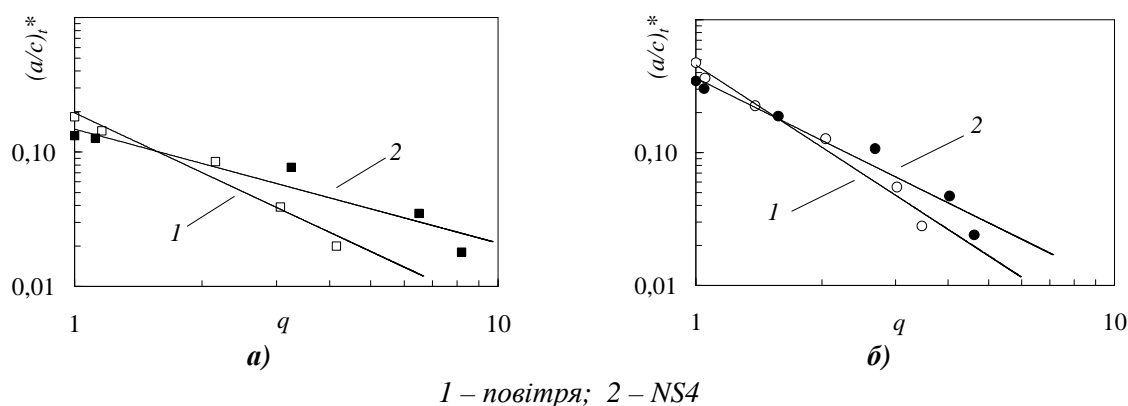 (a/c)t* (a/c)t*
1 2 2
0,10 0,10
1 1
0,01 0,01
1 q 10 1 q 10
а) б)
1 – повітря; 2 – NS4